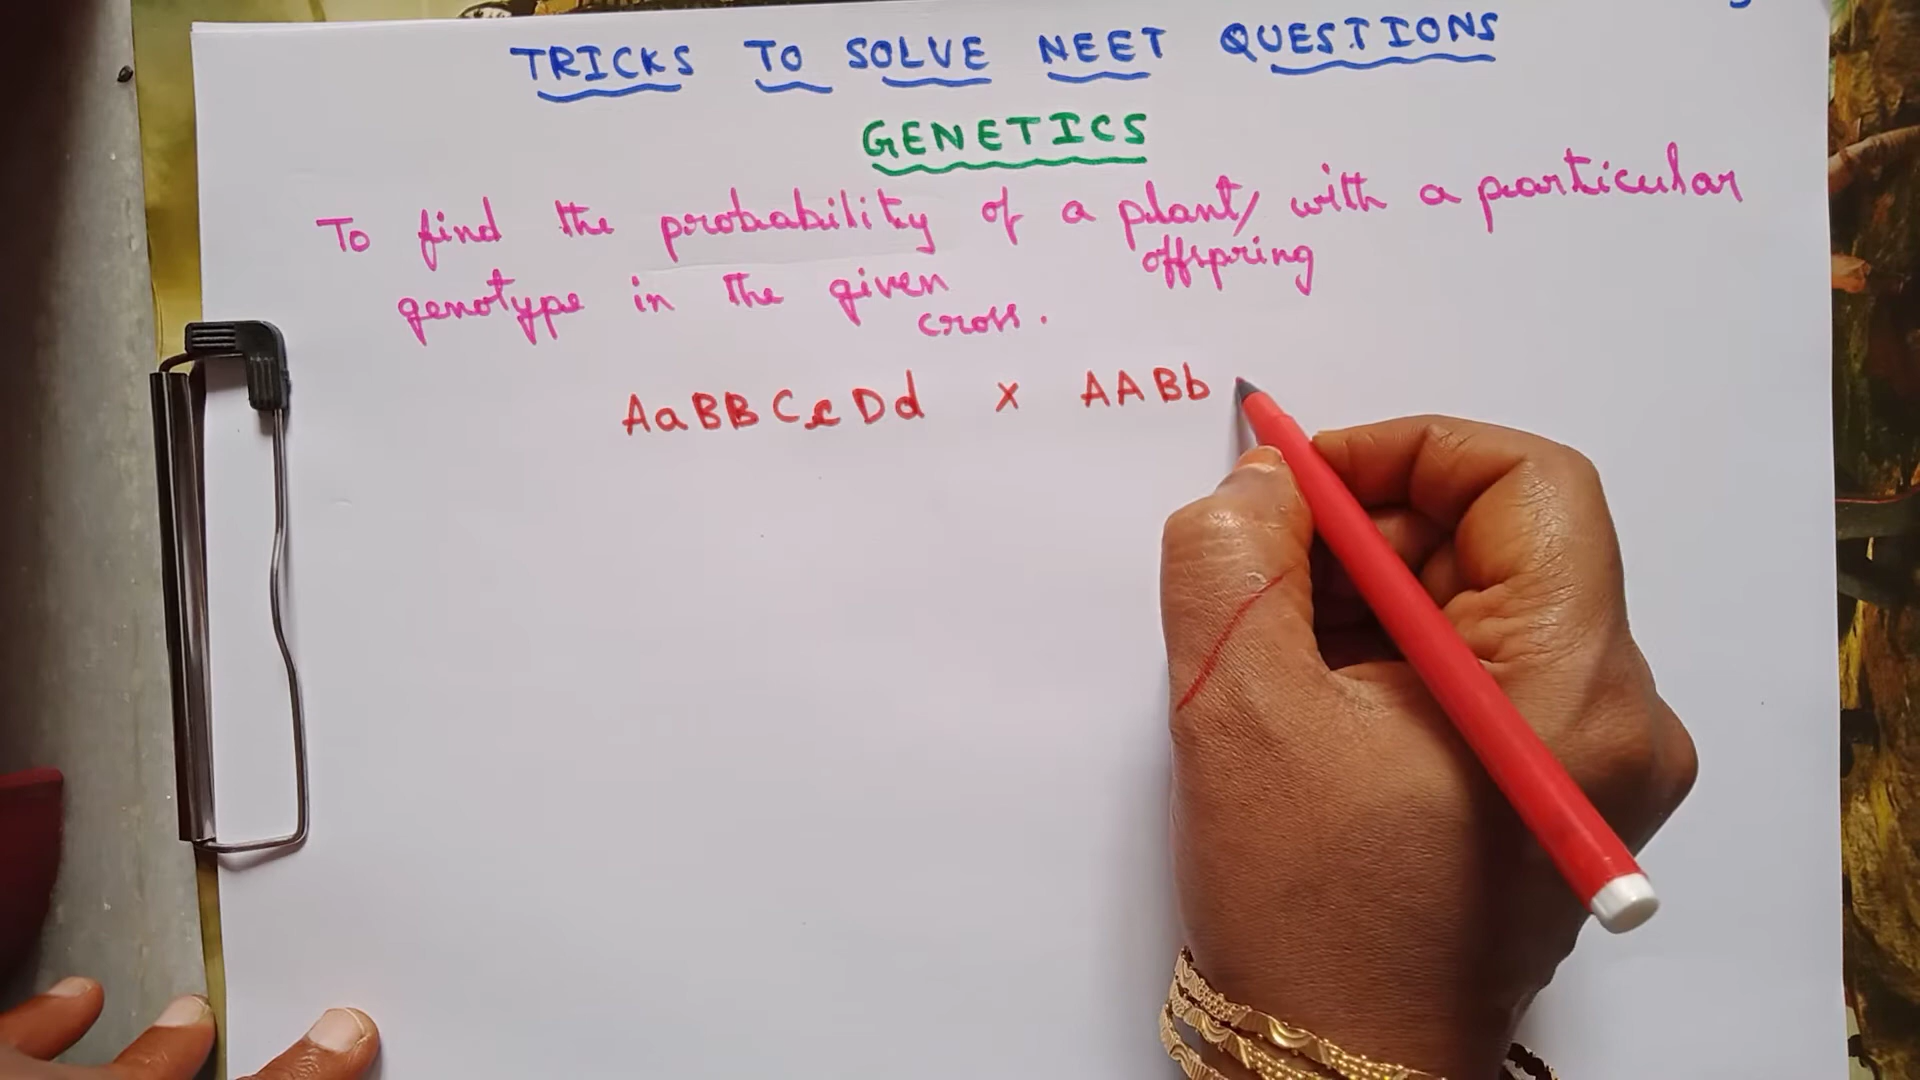 TRICKS TO SOLVE NEET QUESTIONS
GENETICS
To find the probability of a plant/ with a particular
offspring
genotype in the given
cross.
AaBBCcDd x AABb